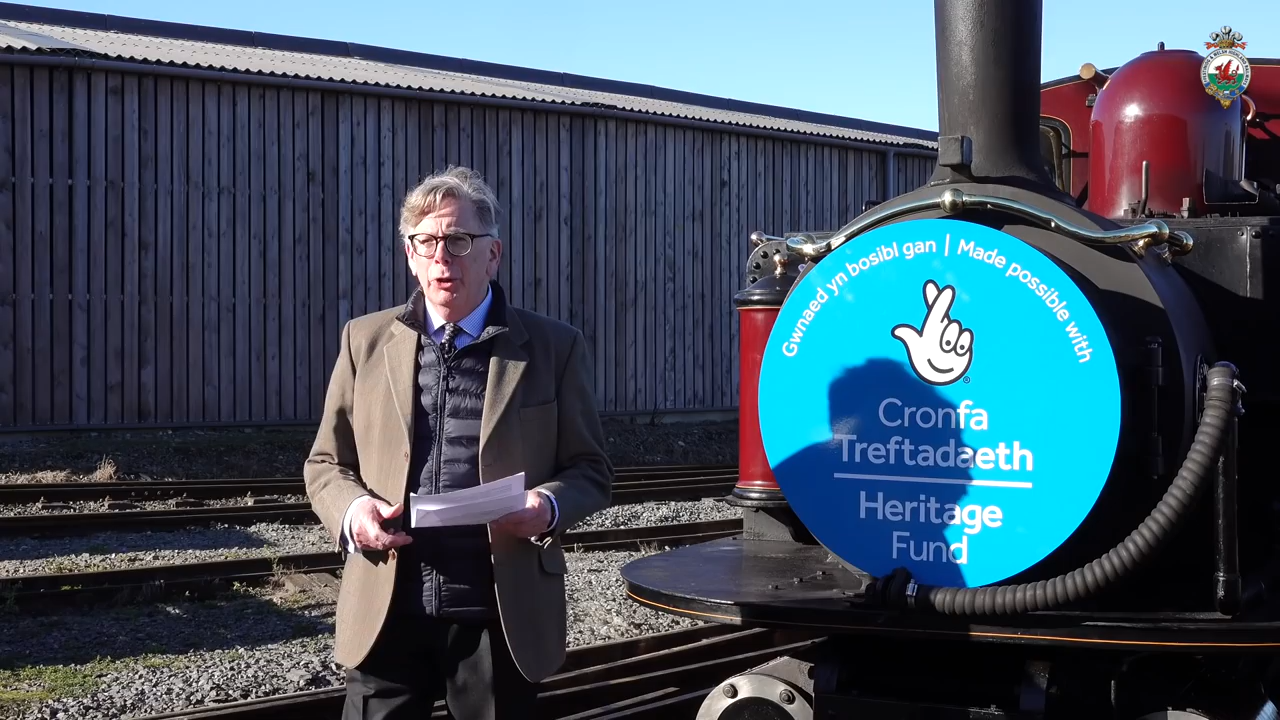 Gwnaed yn bosibl gan | Made possible with
Cronfa
Treftadaeth
Heritage
Fund